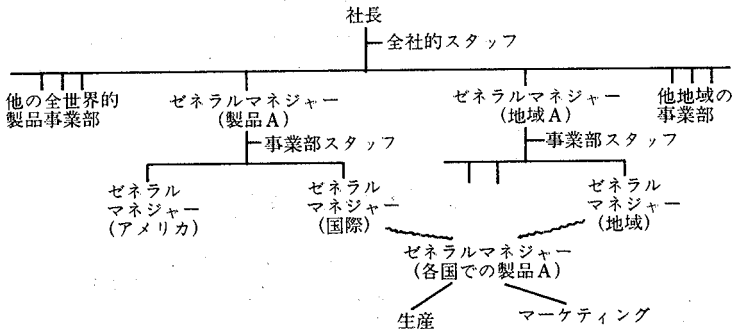 社長
全社的スタッフ
他の全世界的
製品事業部
ゼネラルマネジャー
(製品A)
ゼネラルマネジャー
(地域A)
他地域の
事業部
事業部スタッフ
事業部スタッフ
ゼネラル
マネジャー
(アメリカ)
ゼネラル
マネジャー
(国際)
ゼネラル
マネジャー
(地域)
ゼネラルマネジャー
(各国での製品A)
生産
マーケティング